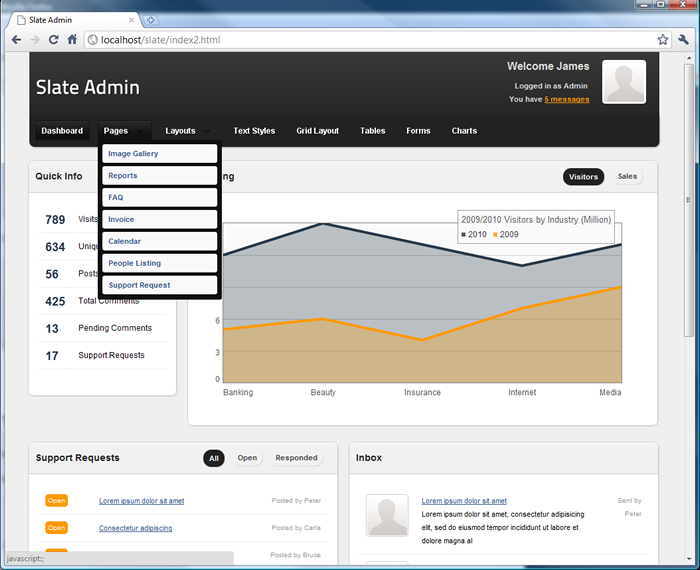 Slate Admin
localhost/slate/index2.html
Welcome James
Slate Admin
Logged in as Admin
You have 5 messages
Dashboard Pages Layouts Text Styles Grid Layout Tables Forms Charts
Image Gallery
Reports
FAQ
Invoice
Calendar
People Listing
Support Request
Quick Info
789
634
56
425 Total Comments
13 Pending Comments
17 Support Requests
Visitors Sales
2009/2010 Visitors by Industry (Million)
2010 2009
6
3
0
Banking Beauty Insurance Internet Media
Support Requests All Open Responded
Open Lorem ipsum dolor sit amet Posted by Peter
Open Consectetur adipiscing Posted by Carla
Posted by Bruce
Inbox
Lorem ipsum dolor sit amet Sent by Peter
Lorem ipsum dolor sit amet, consectetur adipisicing
elit, sed do eiusmod tempor incididunt ut labore et
dolore magna al
javascript:;